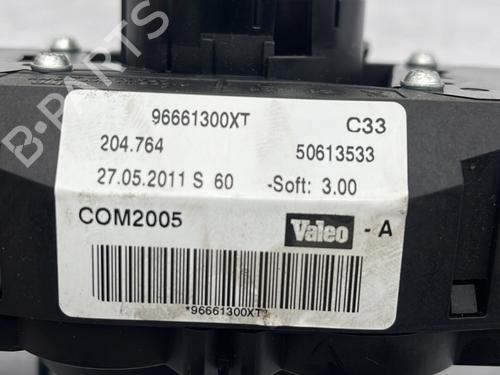 96661300XT C33
204.764 50613533
27.05.2011 S 60 -Soft: 3.00
COM2005 Valeo - A
*96661300XT*
B-PARTS